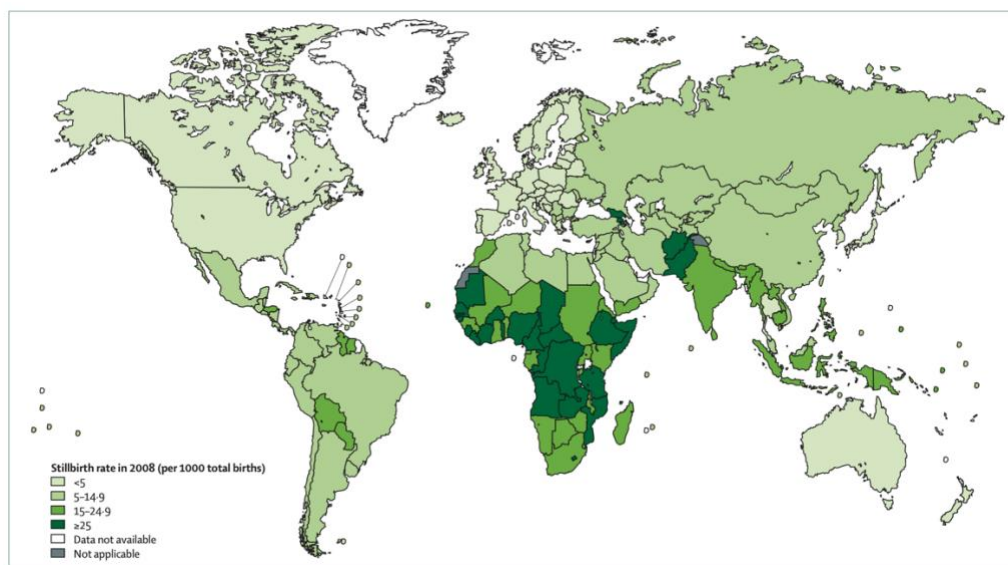 Stillbirth rate in 2008 (per 1000 total births)
<5
5–14·9
15–24·9
≥25
Data not available
Not applicable